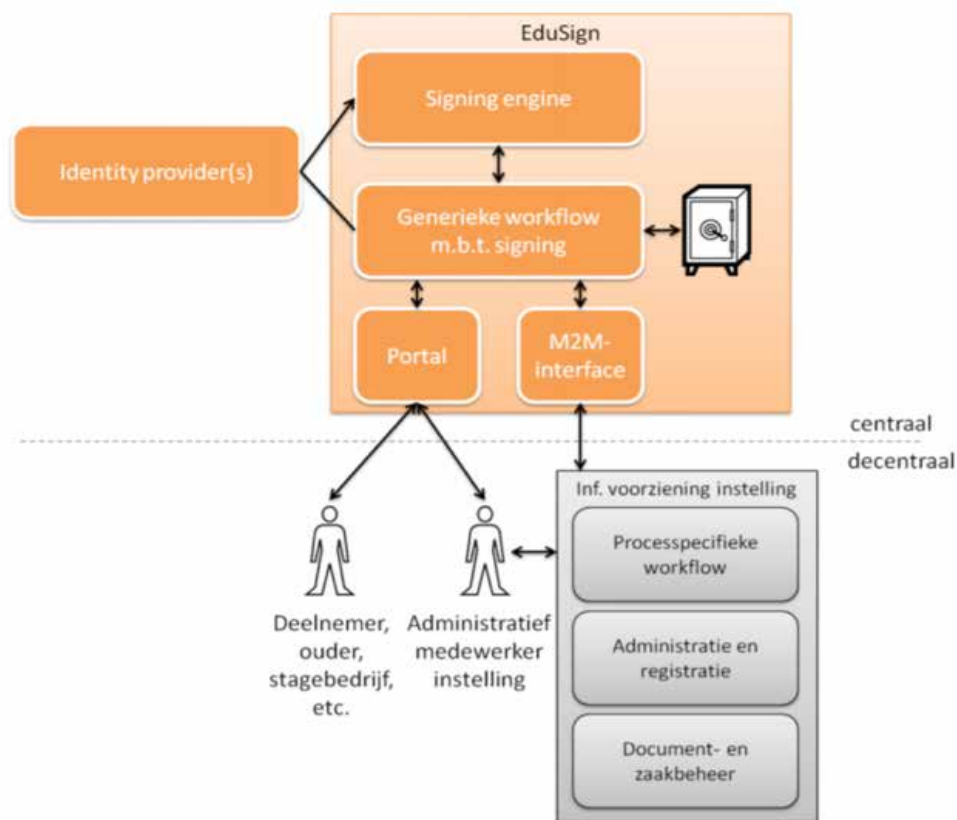 EduSign
Signing engine
Identity provider(s)
Generieke workflow
m.b.t. signing
Portal
M2M-
interface
centraal
decentraal
Inf. voorziening instelling
Processpecifieke
workflow
Deelnemer,
ouder,
stagebedrijf,
etc.
Administratief
medewerker
instelling
Administratie en
registratie
Document- en
zaakbeheer